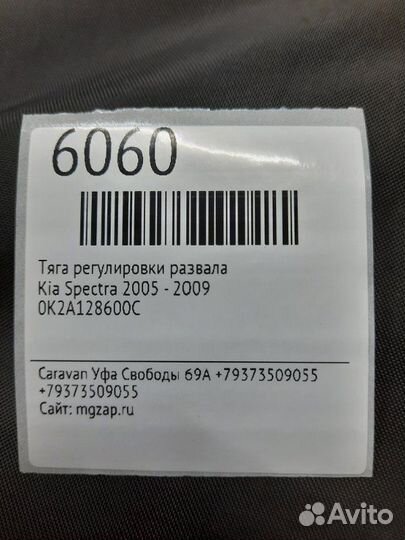 6060
Тяга регулировки развала
Kia Spectra 2005 - 2009
0K2A128600C
Caravan Уфа Свободы 69А +79373509055
+79373509055
Сайт: mgzap.ru
Avito